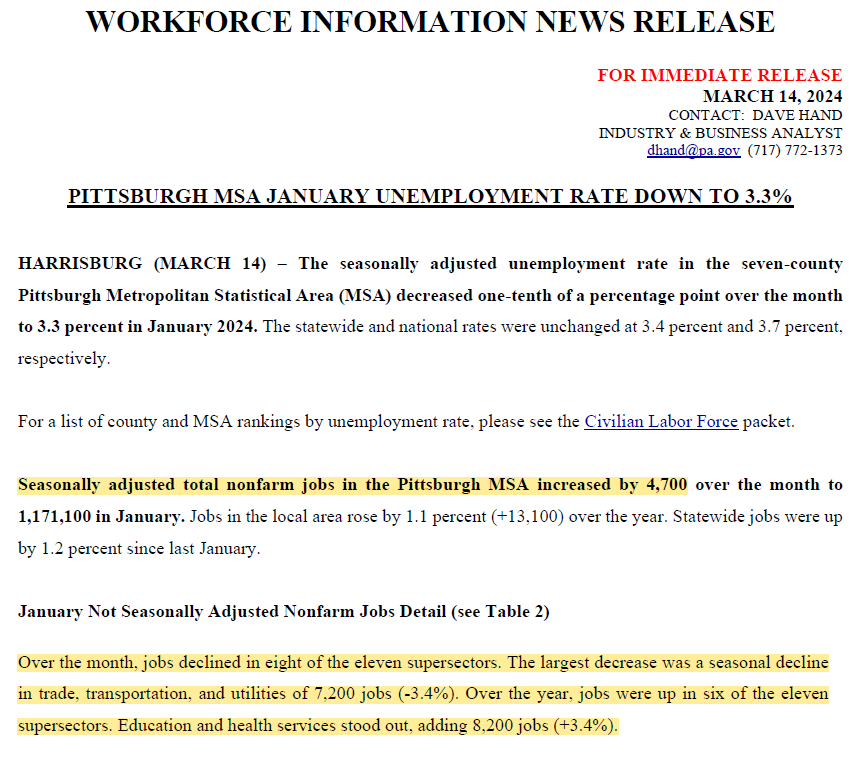 WORKFORCE INFORMATION NEWS RELEASE
FOR IMMEDIATE RELEASE
MARCH 14, 2024
CONTACT:  DAVE HAND
INDUSTRY & BUSINESS ANALYST
dhand@pa.gov  (717) 772-1373
PITTSBURGH MSA JANUARY UNEMPLOYMENT RATE DOWN TO 3.3%
HARRISBURG (MARCH 14) – The seasonally adjusted unemployment rate in the seven-county
Pittsburgh Metropolitan Statistical Area (MSA) decreased one-tenth of a percentage point over the month
to 3.3 percent in January 2024. The statewide and national rates were unchanged at 3.4 percent and 3.7 percent,
respectively.
For a list of county and MSA rankings by unemployment rate, please see the Civilian Labor Force packet.
Seasonally adjusted total nonfarm jobs in the Pittsburgh MSA increased by 4,700 over the month to
1,171,100 in January. Jobs in the local area rose by 1.1 percent (+13,100) over the year. Statewide jobs were up
by 1.2 percent since last January.
January Not Seasonally Adjusted Nonfarm Jobs Detail (see Table 2)
Over the month, jobs declined in eight of the eleven supersectors. The largest decrease was a seasonal decline
in trade, transportation, and utilities of 7,200 jobs (-3.4%). Over the year, jobs were up in six of the eleven
supersectors. Education and health services stood out, adding 8,200 jobs (+3.4%).